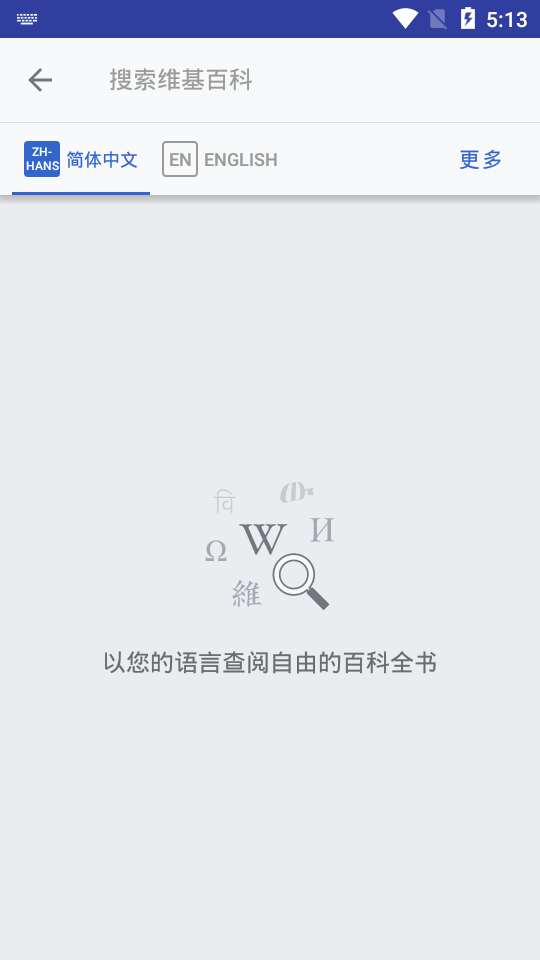 5:13
搜索维基百科
ZH-
HANS
简体中文
EN
ENGLISH
更多
वि
Ω
W
И
維
以您的语言查阅自由的百科全书